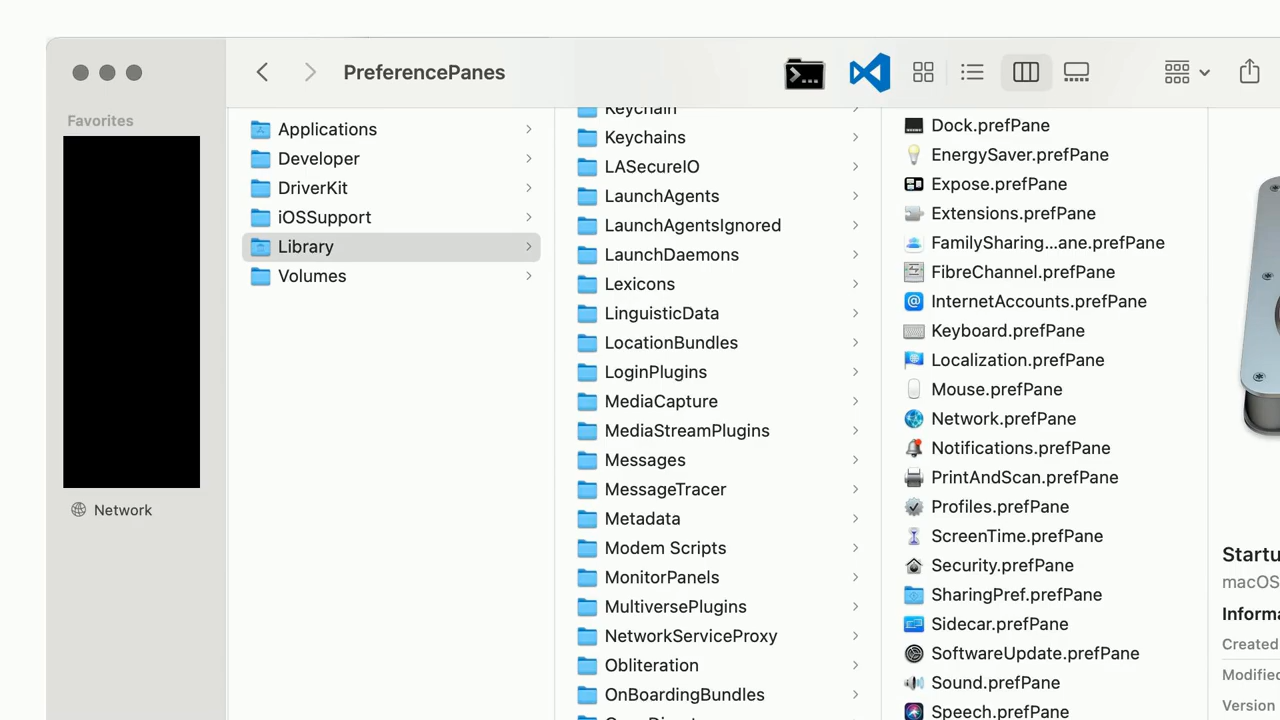 PreferencePanes
Favorites
Network
Applications
Developer
DriverKit
iOSSupport
Library
Volumes
Keychain
Keychains
LASecureIO
LaunchAgents
LaunchAgentsIgnored
LaunchDaemons
Lexicons
LinguisticData
LocationBundles
LoginPlugins
MediaCapture
MediaStreamPlugins
Messages
MessageTracer
Metadata
Modem Scripts
MonitorPanels
MultiversePlugins
NetworkServiceProxy
Obliteration
OnBoardingBundles
Dock.prefPane
EnergySaver.prefPane
Expose.prefPane
Extensions.prefPane
FamilySharing...ane.prefPane
FibreChannel.prefPane
InternetAccounts.prefPane
Keyboard.prefPane
Localization.prefPane
Mouse.prefPane
Network.prefPane
Notifications.prefPane
PrintAndScan.prefPane
Profiles.prefPane
ScreenTime.prefPane
Security.prefPane
SharingPref.prefPane
Sidecar.prefPane
SoftwareUpdate.prefPane
Sound.prefPane
Speech.prefPane
Startu
macOS
Informa
Created
Modified
Version